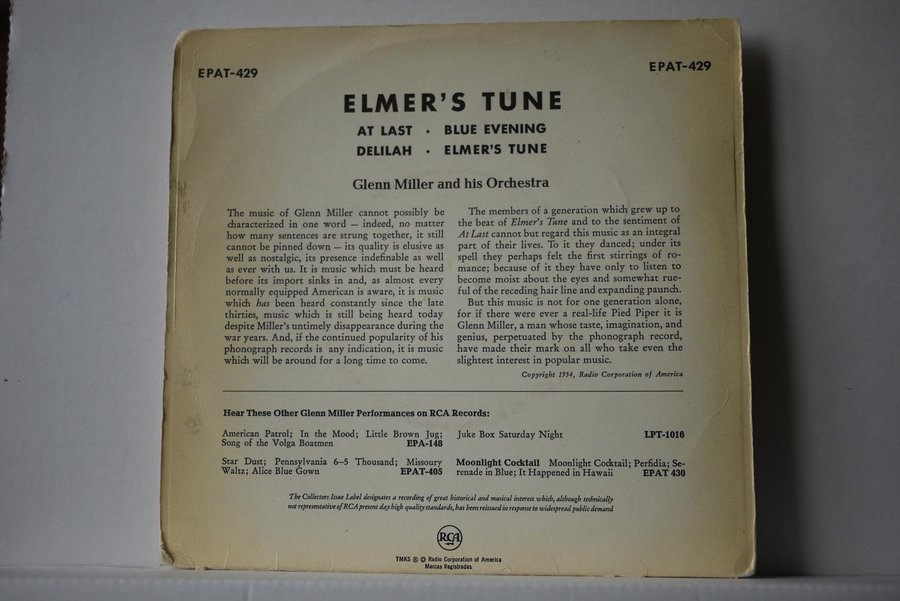 EPAT-429
EPAT-429
ELMER'S TUNE
AT LAST · BLUE EVENING
DELILAH · ELMER'S TUNE
Glenn Miller and his Orchestra
The music of Glenn Miller cannot possibly be
characterized in one word — indeed, no matter
how many sentences are strung together, it still
cannot be pinned down — its quality is elusive as
well as nostalgic, its presence indefinable as well
as ever with us. It is music which must be heard
before its import sinks in and, as almost every
normally equipped American is aware, it is music
which has been heard constantly since the late
thirties, music which is still being heard today
despite Miller's untimely disappearance during the
war years. And, if the continued popularity of his
phonograph records is any indication, it is music
which will be around for a long time to come.
The members of a generation which grew up to
the beat of Elmer's Tune and to the sentiment of
At Last cannot but regard this music as an integral
part of their lives. To it they danced; under its
spell they perhaps felt the first stirrings of ro-
mance; because of it they have only to listen to
become moist about the eyes and somewhat rue-
ful of the receding hair line and expanding paunch.
But this music is not for one generation alone,
for if there were ever a real-life Pied Piper it is
Glenn Miller, a man whose taste, imagination, and
genius, perpetuated by the phonograph record,
have made their mark on all who take even the
slightest interest in popular music.
Copyright 1954, Radio Corporation of America
Hear These Other Glenn Miller Performances on RCA Records:
American Patrol; In the Mood; Little Brown Jug;
Song of the Volga Boatmen EPA-148
Star Dust; Pennsylvania 6–5 Thousand; Missoury
Waltz; Alice Blue Gown EPAT-405
Juke Box Saturday Night LPT-1016
Moonlight Cocktail Moonlight Cocktail; Perfidia; Se-
renade in Blue; It Happened in Hawaii EPAT 430
The Collectors Issue Label designates a recording of great historical and musical interest which, although technically
not representative of RCA present day high quality standards, has been reissued in response to widespread public demand
RCA
TMKS ® © Radio Corporation of America
Marcas Registradas